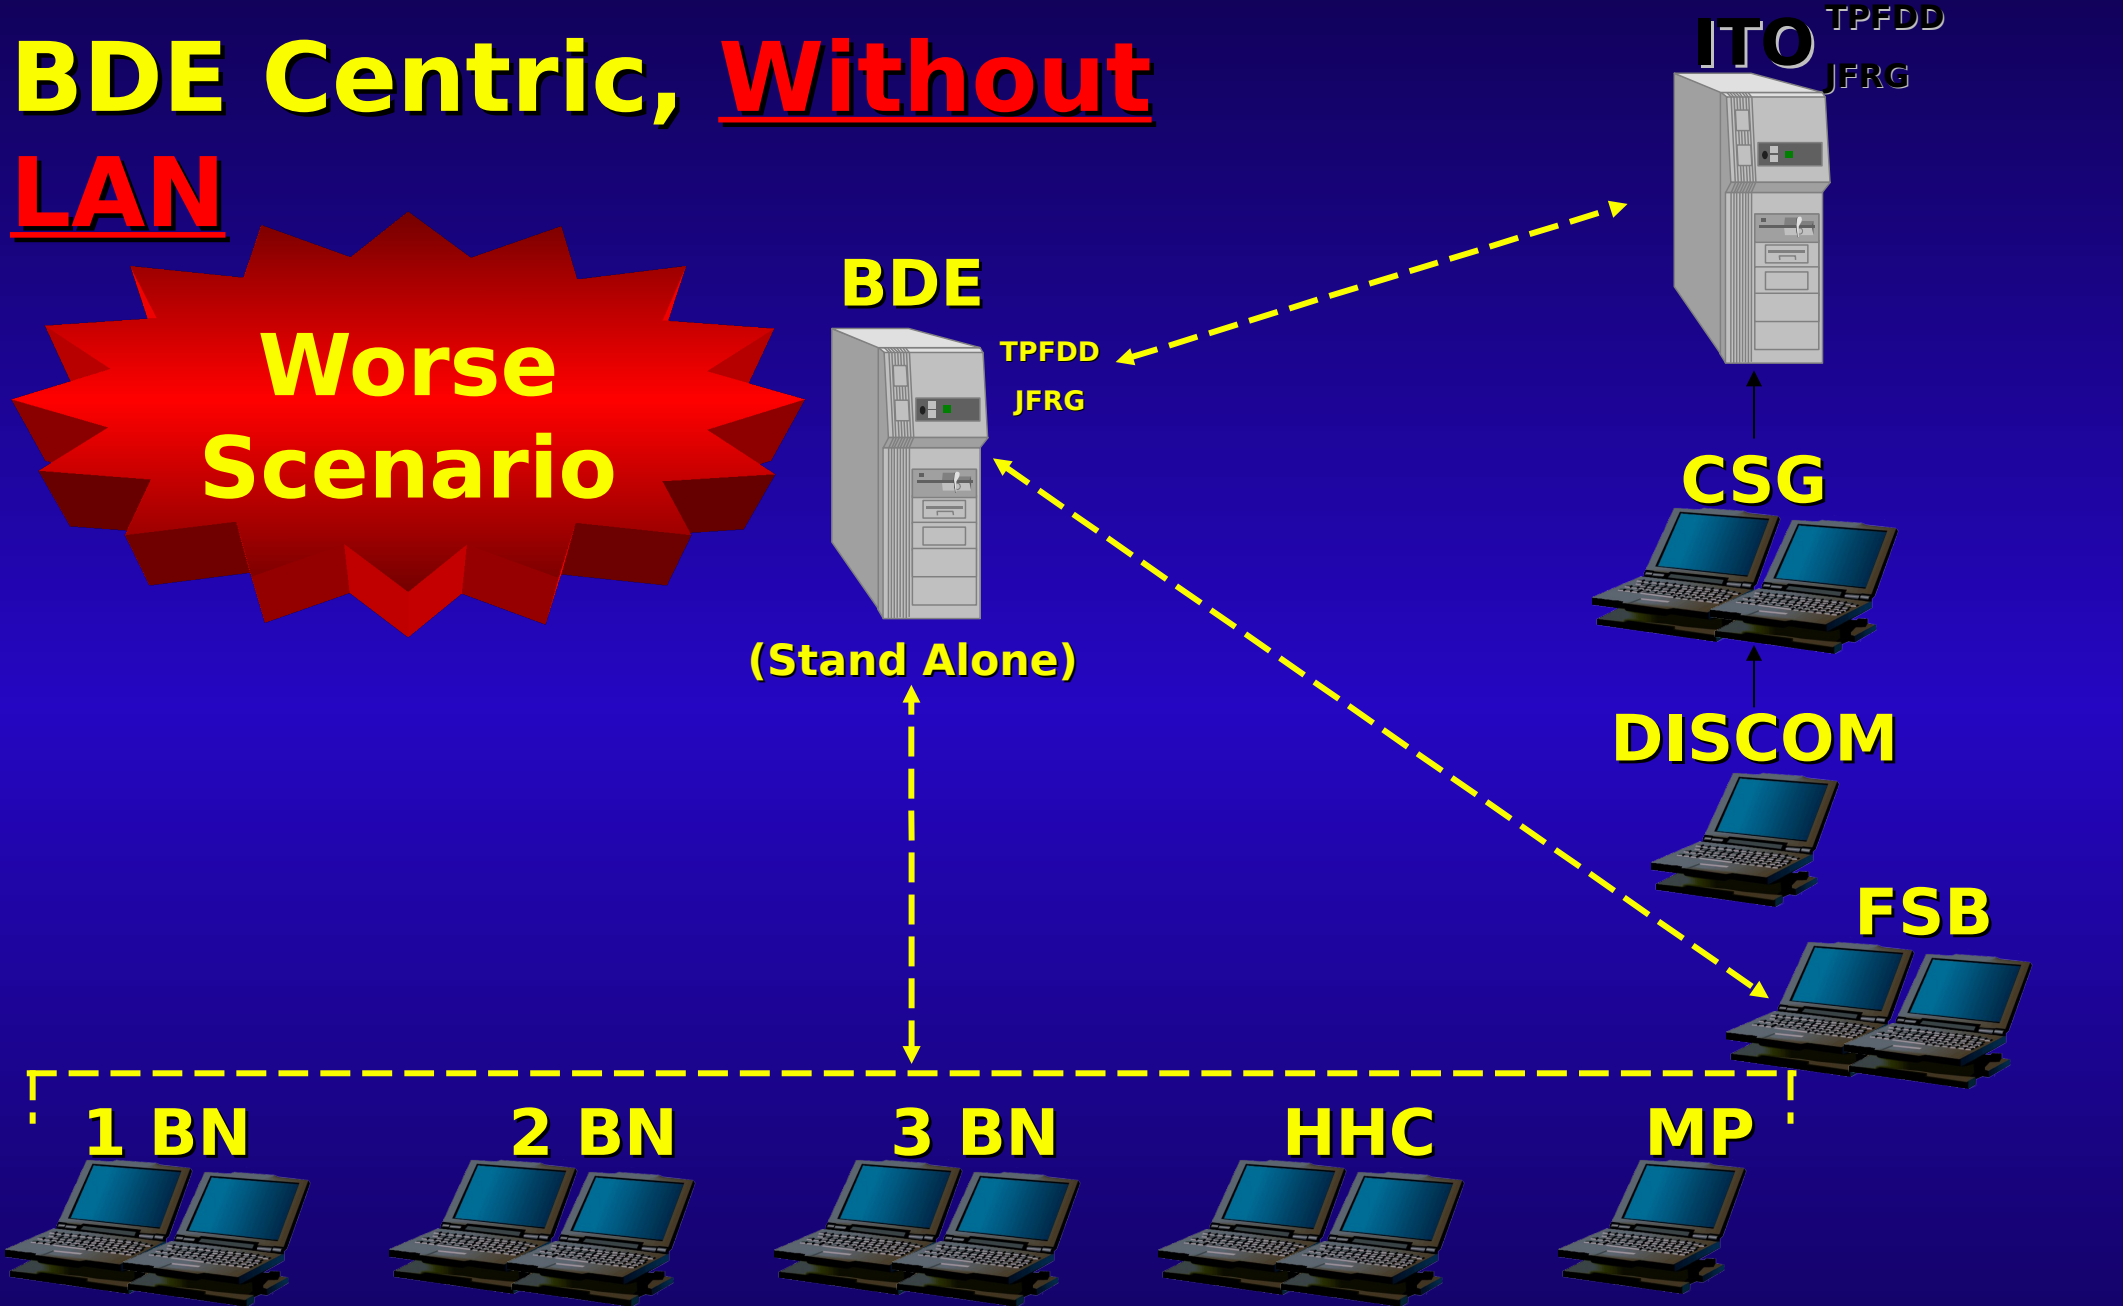 BDE Centric, Without
LAN
ITO
TPFDD
JFRG
Worse
Scenario
BDE
TPFDD
JFRG
(Stand Alone)
CSG
DISCOM
FSB
1 BN
2 BN
3 BN
HHC
MP